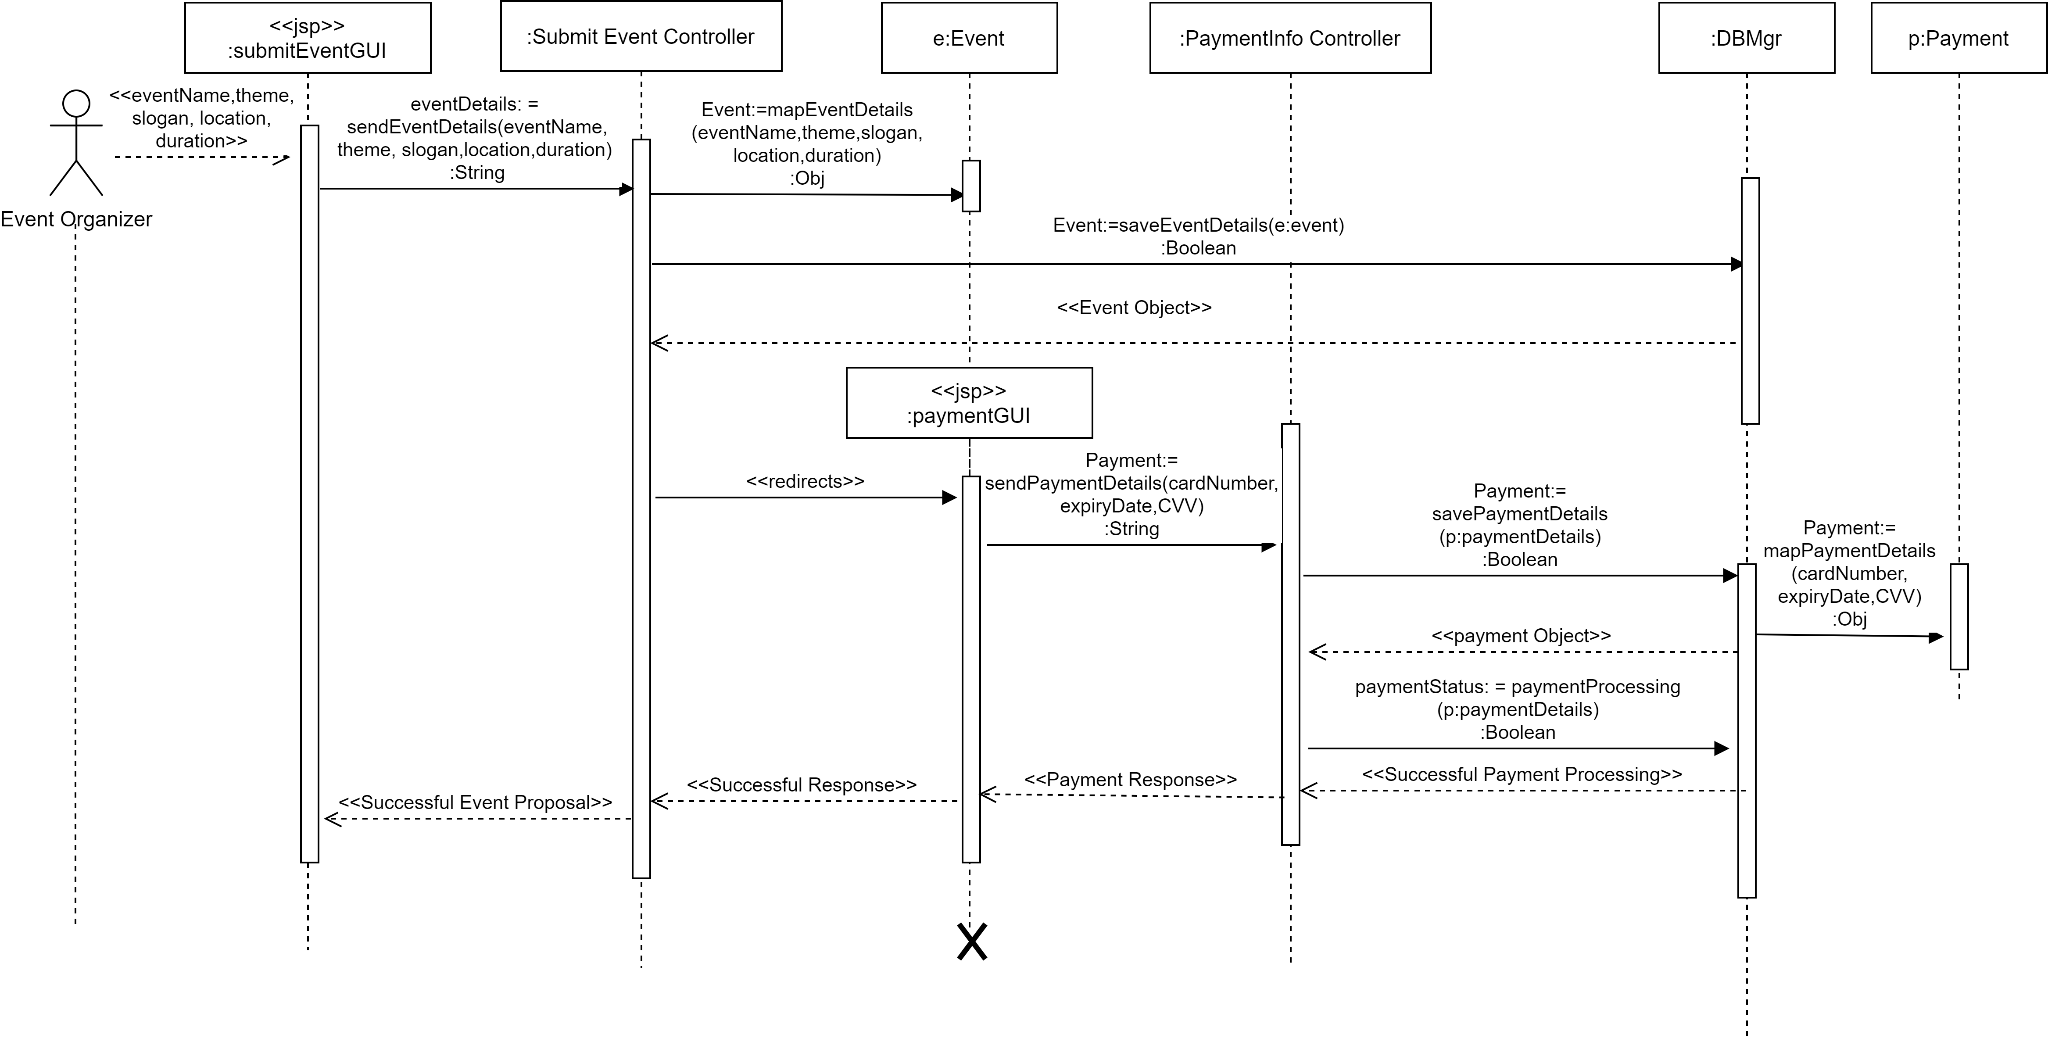 <<jsp>>
:submitEventGUI
:Submit Event Controller
e:Event
:PaymentInfo Controller
:DBMgr
p:Payment
<<eventName,theme,
slogan, location,
duration>>
Event Organizer
eventDetails: =
sendEventDetails(eventName,
theme, slogan,location,duration)
:String
Event:=mapEventDetails
(eventName,theme,slogan,
location,duration)
:Obj
Event:=saveEventDetails(e:event)
:Boolean
<<Event Object>>
<<jsp>>
:paymentGUI
<<redirects>>
Payment:=
sendPaymentDetails(cardNumber,
expiryDate,CVV)
:String
Payment:=
savePaymentDetails
(p:paymentDetails)
:Boolean
Payment:=
mapPaymentDetails
(cardNumber,
expiryDate,CVV)
:Obj
<<payment Object>>
paymentStatus: = paymentProcessing
(p:paymentDetails)
:Boolean
<<Successful Payment Processing>>
<<Payment Response>>
<<Successful Response>>
<<Successful Event Proposal>>